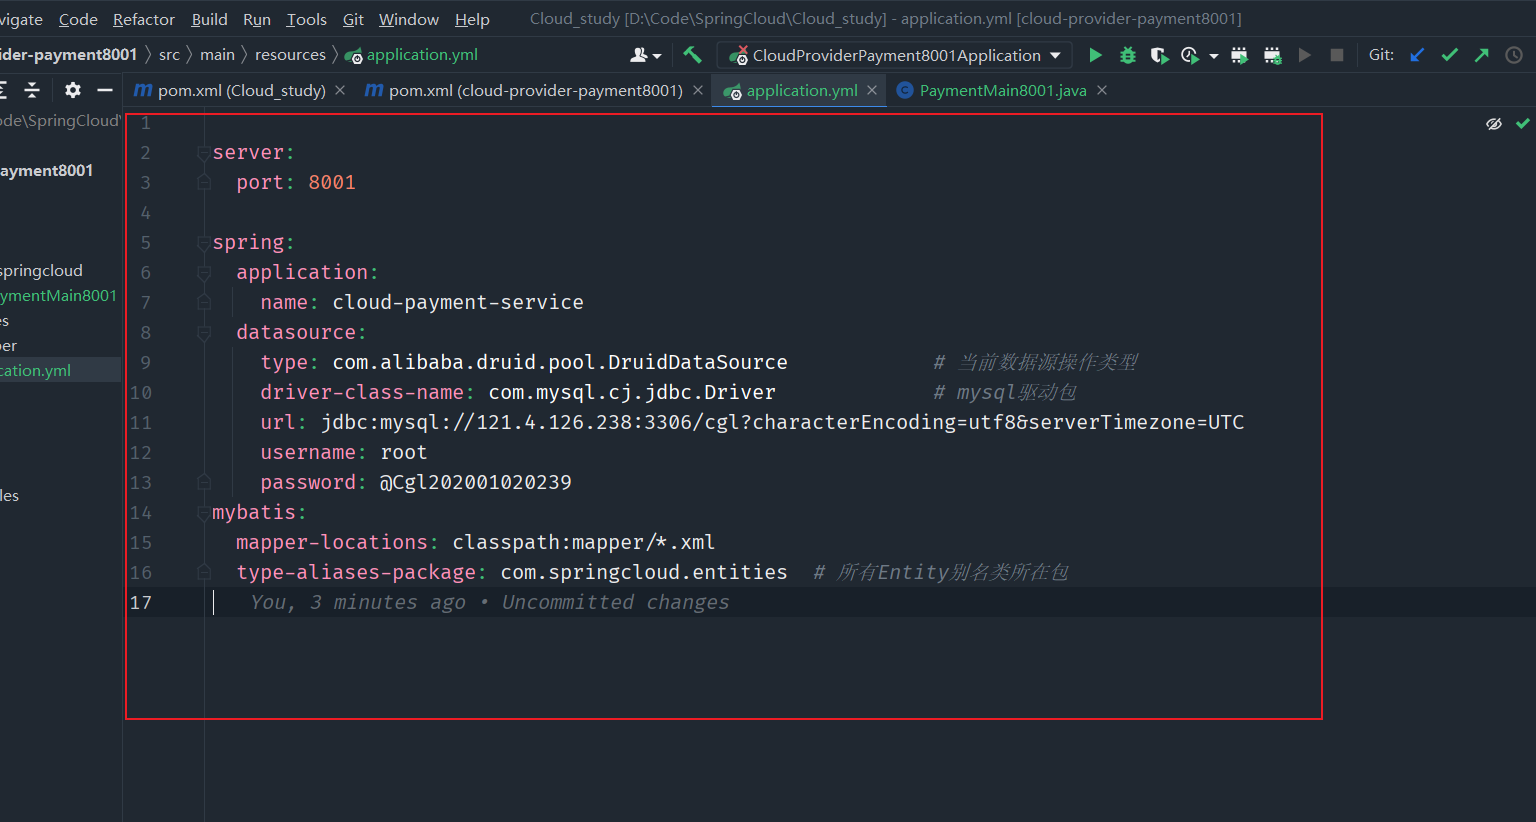 vigate Code Refactor Build Run Tools Git Window Help Cloud_study [D:\Code\SpringCloud\Cloud_study] - application.yml [cloud-provider-payment8001]
ider-payment8001 src main resources application.yml CloudProviderPayment8001Application Git:
pom.xml (Cloud_study) pom.xml (cloud-provider-payment8001) application.yml PaymentMain8001.java
ode\SpringCloud\
ayment8001
springcloud
ymentMain8001
es
per
cation.yml
les
1
2 server:
3 port: 8001
4
5 spring:
6 application:
7 name: cloud-payment-service
8 datasource:
9 type: com.alibaba.druid.pool.DruidDataSource # 当前数据源操作类型
10 driver-class-name: com.mysql.cj.jdbc.Driver # mysql驱动包
11 url: jdbc:mysql://121.4.126.238:3306/cgl?characterEncoding=utf8&serverTimezone=UTC
12 username: root
13 password: @Cgl202001020239
14 mybatis:
15 mapper-locations: classpath:mapper/*.xml
16 type-aliases-package: com.springcloud.entities # 所有Entity别名类所在包
17 You, 3 minutes ago • Uncommitted changes